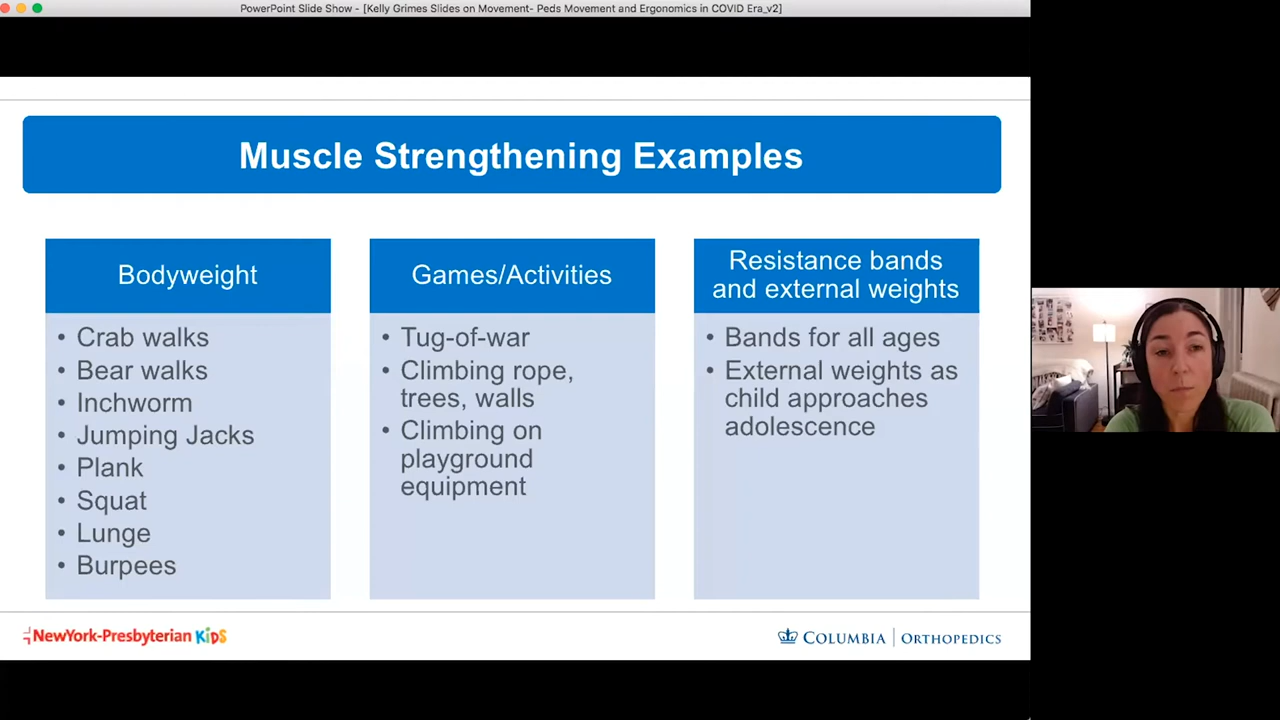 PowerPoint Slide Show - [Kelly Grimes Slides on Movement- Peds Movement and Ergonomics in COVID Era_v2]
Muscle Strengthening Examples
Bodyweight
• Crab walks
• Bear walks
• Inchworm
• Jumping Jacks
• Plank
• Squat
• Lunge
• Burpees
Games/Activities
• Tug-of-war
• Climbing rope,
trees, walls
• Climbing on
playground
equipment
Resistance bands
and external weights
• Bands for all ages
• External weights as
child approaches
adolescence
NewYork-Presbyterian KiDS
COLUMBIA | ORTHOPEDICS